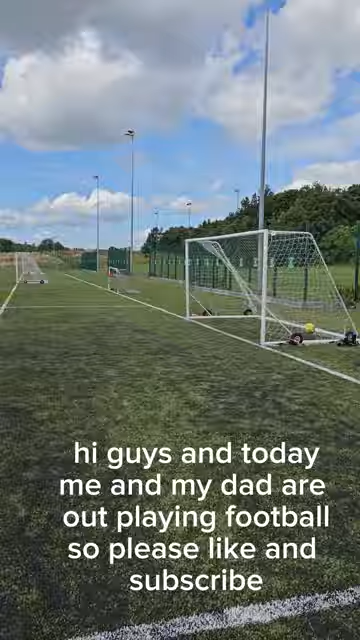 hi guys and today
me and my dad are
out playing football
so please like and
subscribe